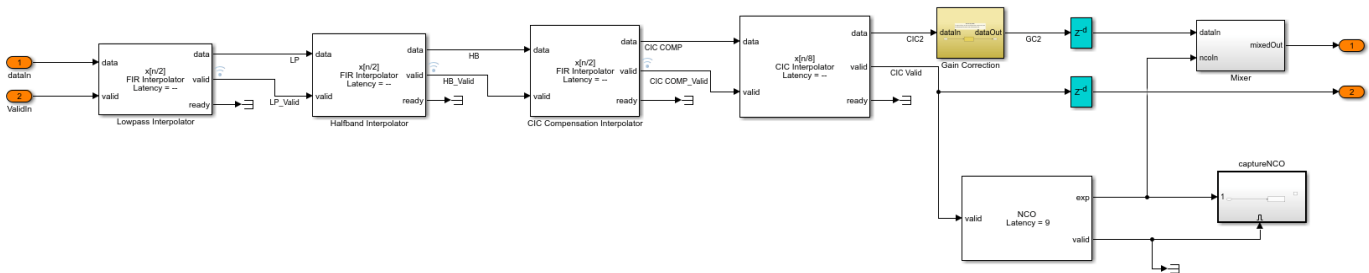 1
dataIn
2
ValidIn
data
valid
x[n/2]
FIR Interpolator
Latency = --
data
valid
ready
Lowpass Interpolator
LP
LP_Valid
data
valid
x[n/2]
FIR Interpolator
Latency = --
data
valid
ready
Halfband Interpolator
HB
HB_Valid
data
valid
x[n/2]
FIR Interpolator
Latency = --
data
valid
ready
CIC Compensation Interpolator
CIC COMP
CIC COMP_Valid
data
valid
x[n/8]
CIC Interpolator
Latency = --
data
valid
ready
CIC2
CIC Valid
dataIn dataOut
Gain Correction
GC2
Z-d
Z-d
dataIn
ncoIn
mixedOut
Mixer
1
2
valid
NCO
Latency = 9
exp
valid
captureNCO
1